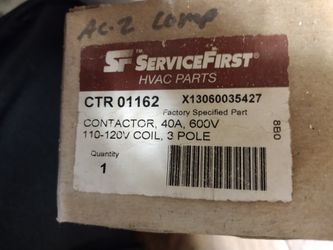 AC-2 Comp
SF™ SERVICEFIRST®
HVAC PARTS
CTR 01162 X13060035427
Factory Specified Part
CONTACTOR, 40A, 600V
110-120V COIL, 3 POLE
Quantity
1
8B0